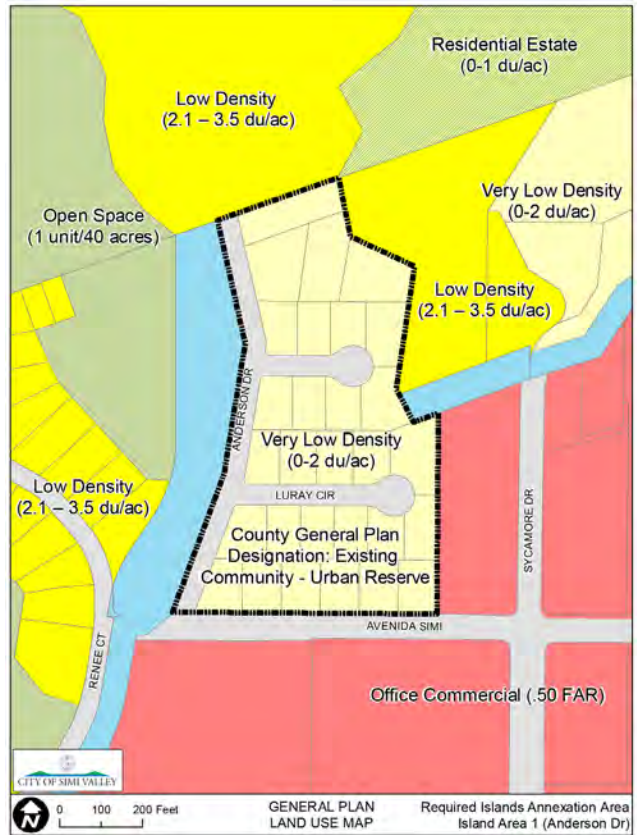 Residential Estate
(0-1 du/ac)
Low Density
(2.1 – 3.5 du/ac)
Very Low Density
(0-2 du/ac)
Open Space
(1 unit/40 acres)
Low Density
(2.1 – 3.5 du/ac)
ANDERSON DR
Very Low Density
(0-2 du/ac)
Low Density
(2.1 – 3.5 du/ac)
LURAY CIR
SYCAMORE DR
County General Plan
Designation: Existing
Community - Urban Reserve
AVENIDA SIMI
RENEE CT
Office Commercial (.50 FAR)
CITY OF SIMI VALLEY
N
0 100 200 Feet
GENERAL PLAN
LAND USE MAP
Required Islands Annexation Area
Island Area 1 (Anderson Dr)